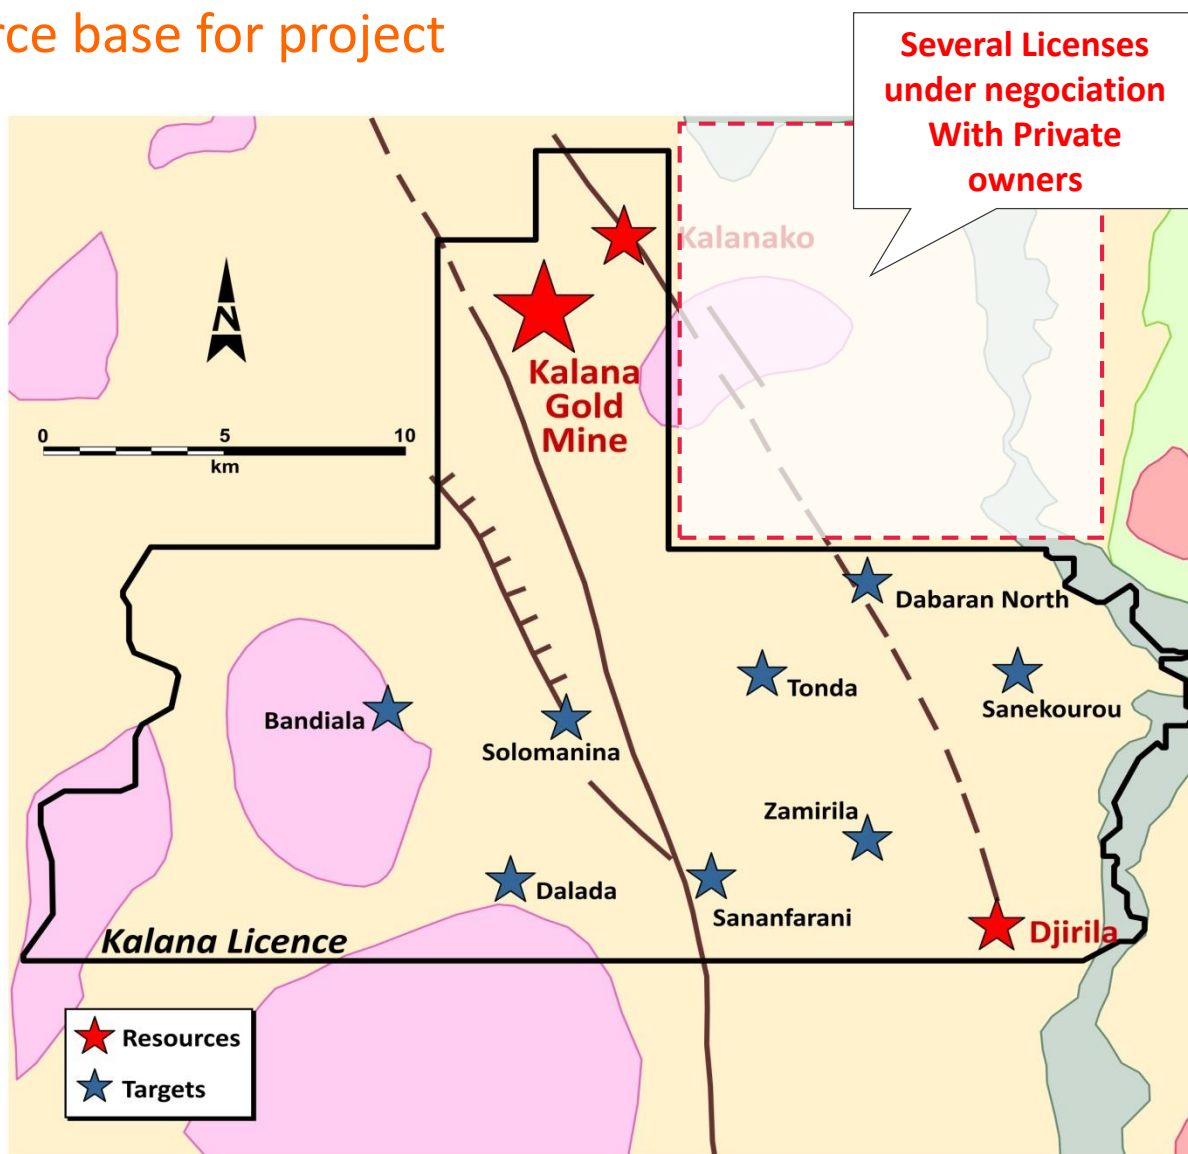 rce base for project
Several Licenses
under negociation
With Private
owners
Kalanako
N
Kalana
Gold
Mine
0 5 10
km
Dabaran North
Tonda
Sanekourou
Bandiala
Solomanina
Zamirila
Dalada
Sananfarani
Djirila
Kalana Licence
Resources
Targets